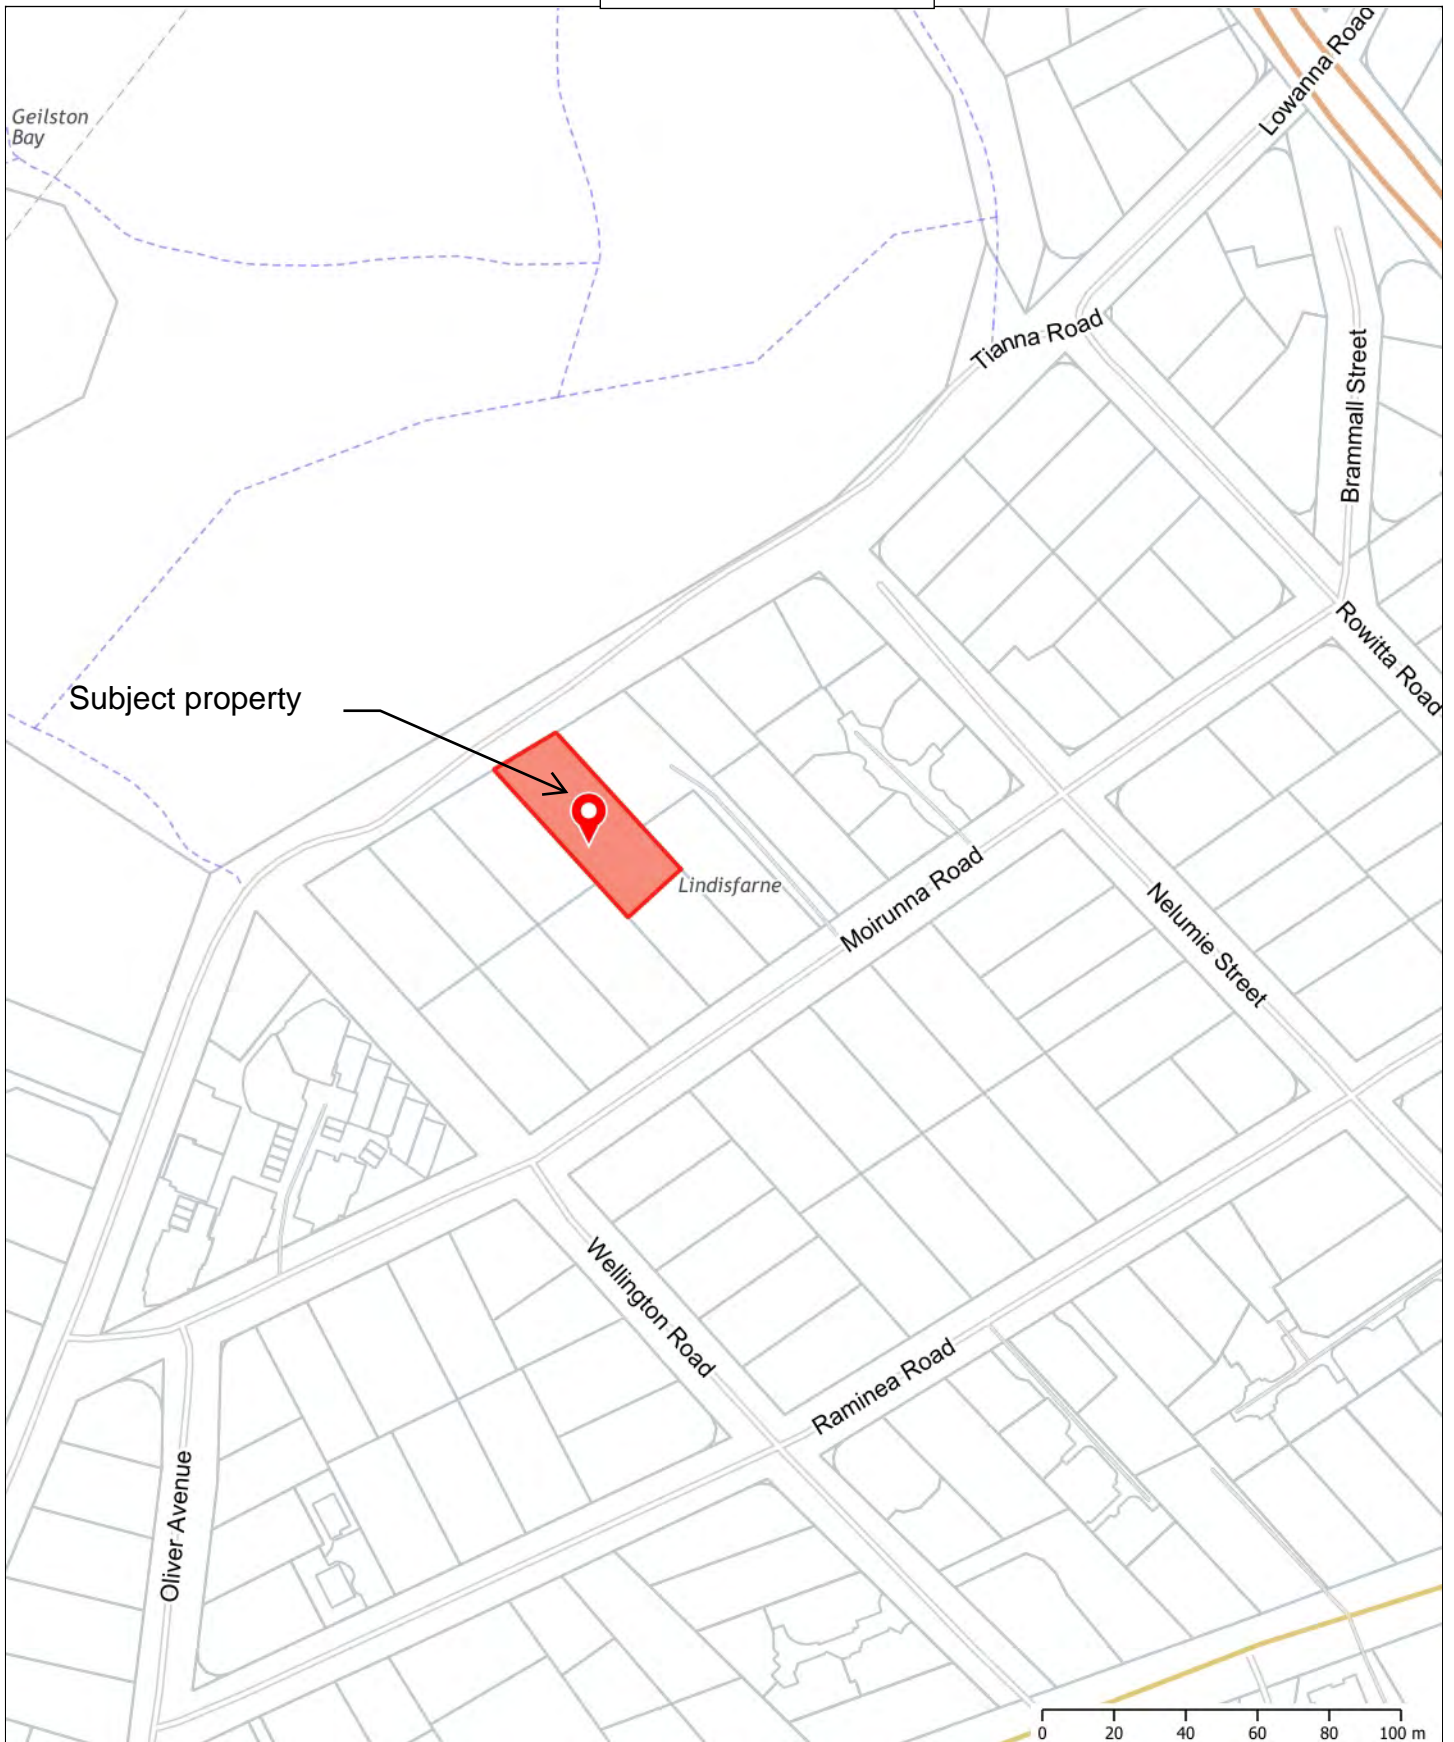 Lowanna Road
Geilston
Bay
Tianna Road
Brammall Street
Rowitta Road
Subject property
Lindisfarne
Moirunna Road
Nelumie Street
Wellington Road
Raminea Road
Oliver Avenue
0 20 40 60 80 100 m